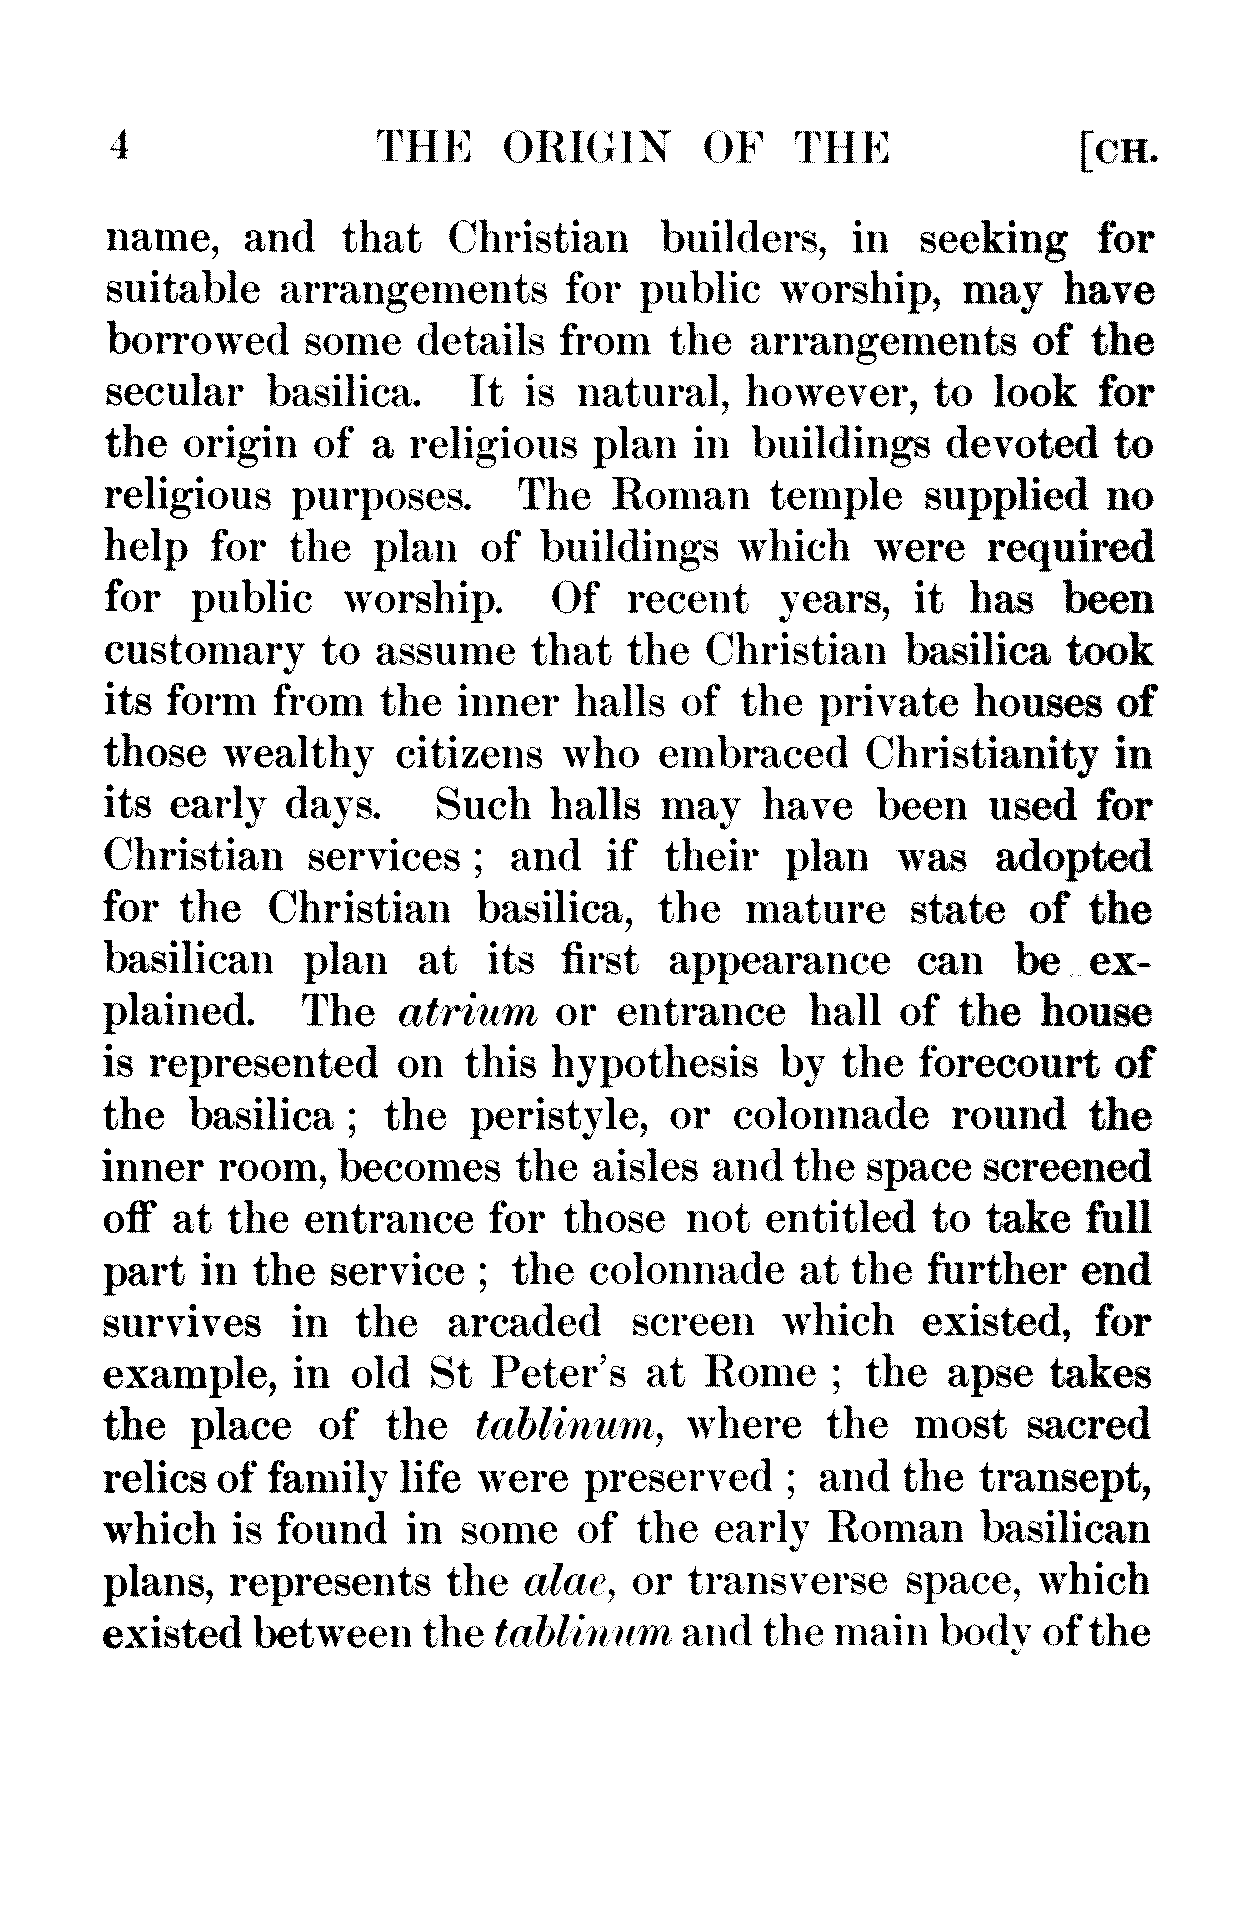 4 THE ORIGIN OF THE [CH.
name, and that Christian builders, in seeking for
suitable arrangements for public worship, may have
borrowed some details from the arrangements of the
secular basilica. It is natural, however, to look for
the origin of a religious plan in buildings devoted to
religious purposes. The Roman temple supplied no
help for the plan of buildings which were required
for public worship. Of recent years, it has been
customary to assume that the Christian basilica took
its form from the inner halls of the private houses of
those wealthy citizens who embraced Christianity in
its early days. Such halls may have been used for
Christian services ; and if their plan was adopted
for the Christian basilica, the mature state of the
basilican plan at its first appearance can be ex-
plained. The atrium or entrance hall of the house
is represented on this hypothesis by the forecourt of
the basilica ; the peristyle, or colonnade round the
inner room, becomes the aisles and the space screened
off at the entrance for those not entitled to take full
part in the service ; the colonnade at the further end
survives in the arcaded screen which existed, for
example, in old St Peter's at Rome ; the apse takes
the place of the tablinum, where the most sacred
relics of family life were preserved ; and the transept,
which is found in some of the early Roman basilican
plans, represents the alae, or transverse space, which
existed between the tablinum and the main body of the